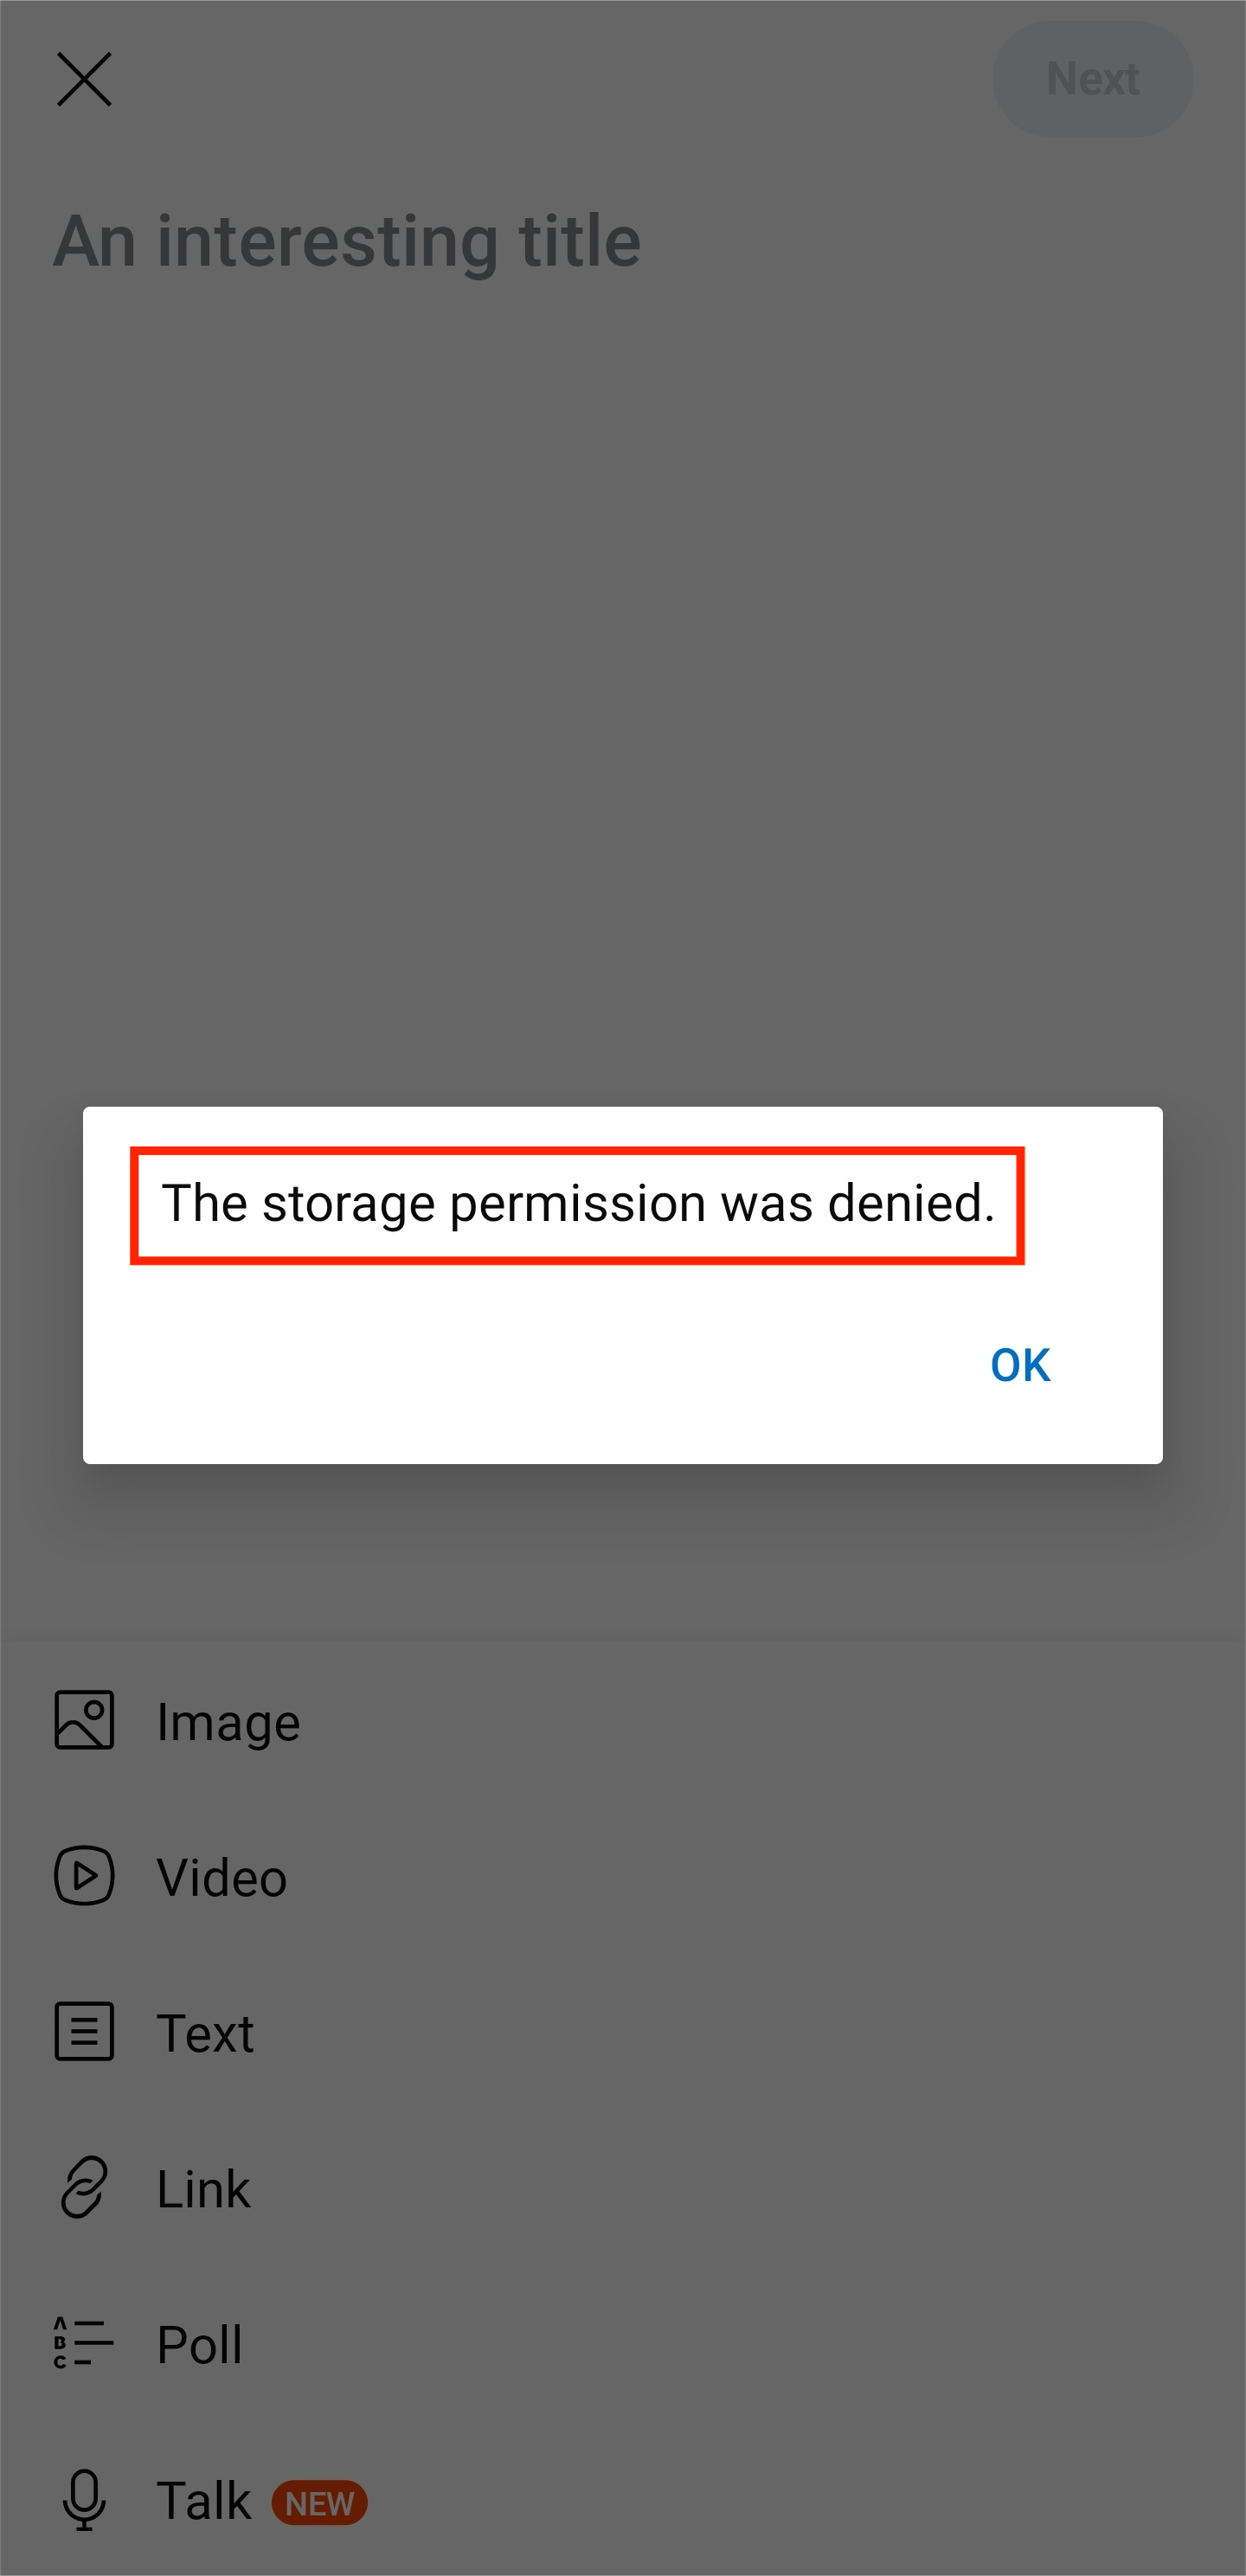 Next
An interesting title
The storage permission was denied.
OK
Image
Video
Text
Link
A
B
C
Poll
Talk NEW